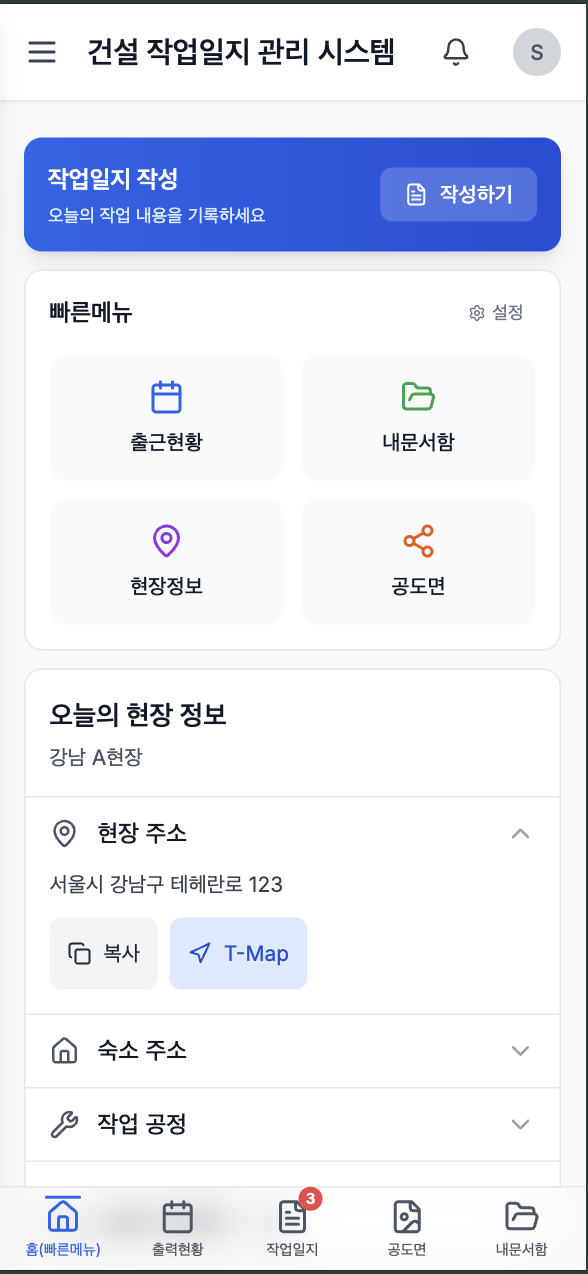 건설 작업일지 관리 시스템
S
작업일지 작성
오늘의 작업 내용을 기록하세요
작성하기
빠른메뉴
설정
출근현황
내문서함
현장정보
공도면
오늘의 현장 정보
강남 A현장
현장 주소
서울시 강남구 테헤란로 123
복사
T-Map
숙소 주소
작업 공정
3
홈(빠른메뉴)
출력현황
작업일지
공도면
내문서함